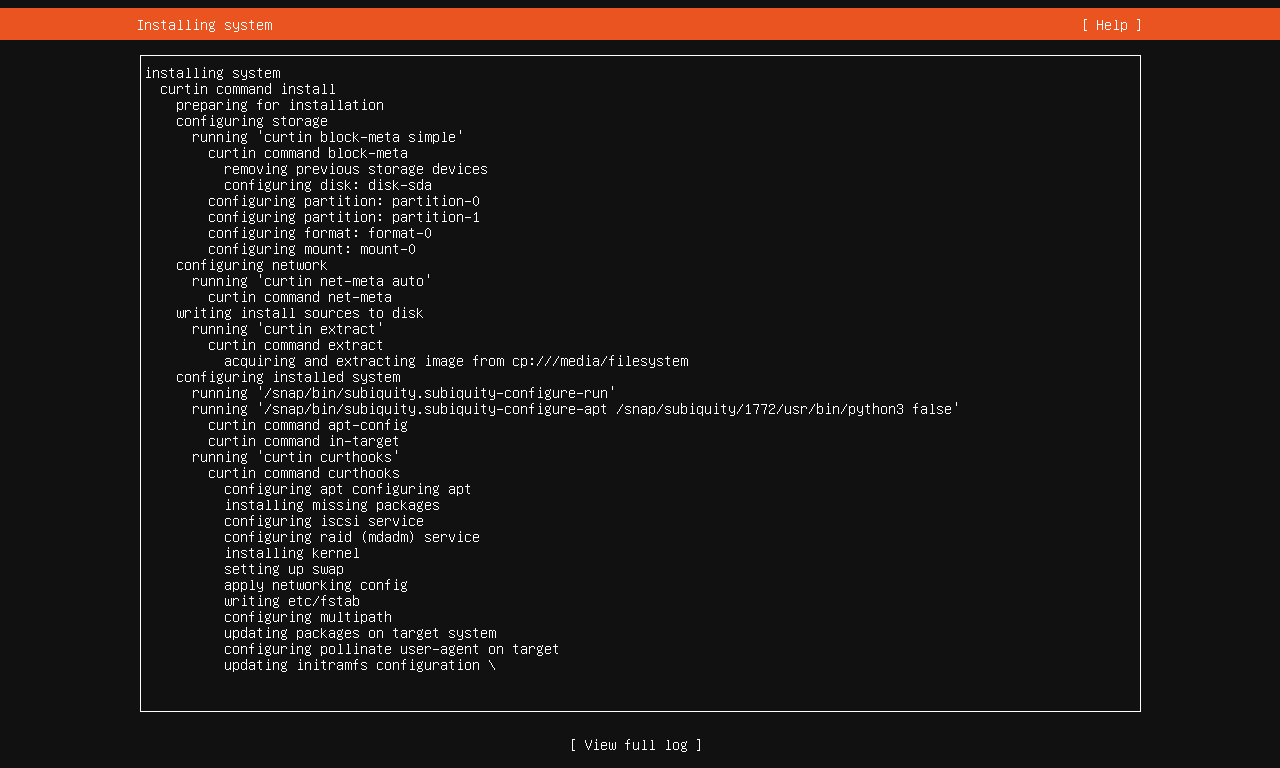 Installing system
[ Help ]
installing system
curtin command install
preparing for installation
configuring storage
running 'curtin block-meta simple'
curtin command block-meta
removing previous storage devices
configuring disk: disk-sda
configuring partition: partition-0
configuring partition: partition-1
configuring format: format-0
configuring mount: mount-0
configuring network
running 'curtin net-meta auto'
curtin command net-meta
writing install sources to disk
running 'curtin extract'
curtin command extract
acquiring and extracting image from cp:///media/filesystem
configuring installed system
running '/snap/bin/subiquity.subiquity-configure-run'
running '/snap/bin/subiquity.subiquity-configure-apt /snap/subiquity/1772/usr/bin/python3 false'
curtin command apt-config
curtin command in-target
running 'curtin curthooks'
curtin command curthooks
configuring apt configuring apt
installing missing packages
configuring iscsi service
configuring raid (mdadm) service
installing kernel
setting up swap
apply networking config
writing etc/fstab
configuring multipath
updating packages on target system
configuring pollinate user-agent on target
updating initramfs configuration \
[ View full log ]